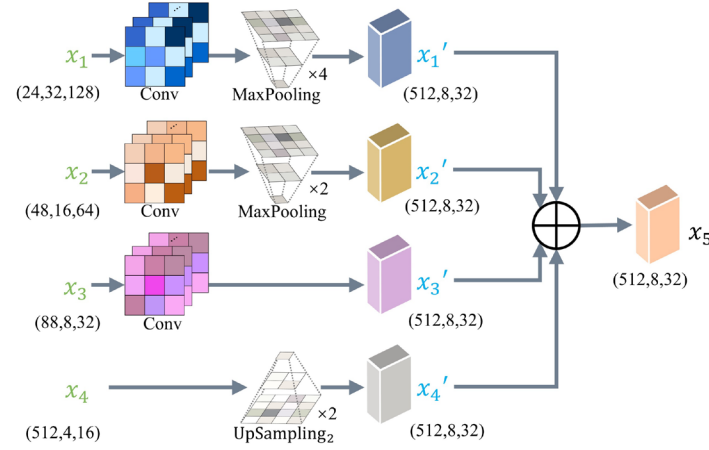 x₁
(24,32,128)
Conv
×4
MaxPooling
x₁′
(512,8,32)
x₂
(48,16,64)
Conv
×2
MaxPooling
x₂′
(512,8,32)
x₅
(512,8,32)
x₃
(88,8,32)
Conv
x₃′
(512,8,32)
x₄
(512,4,16)
×2
UpSampling₂
x₄′
(512,8,32)